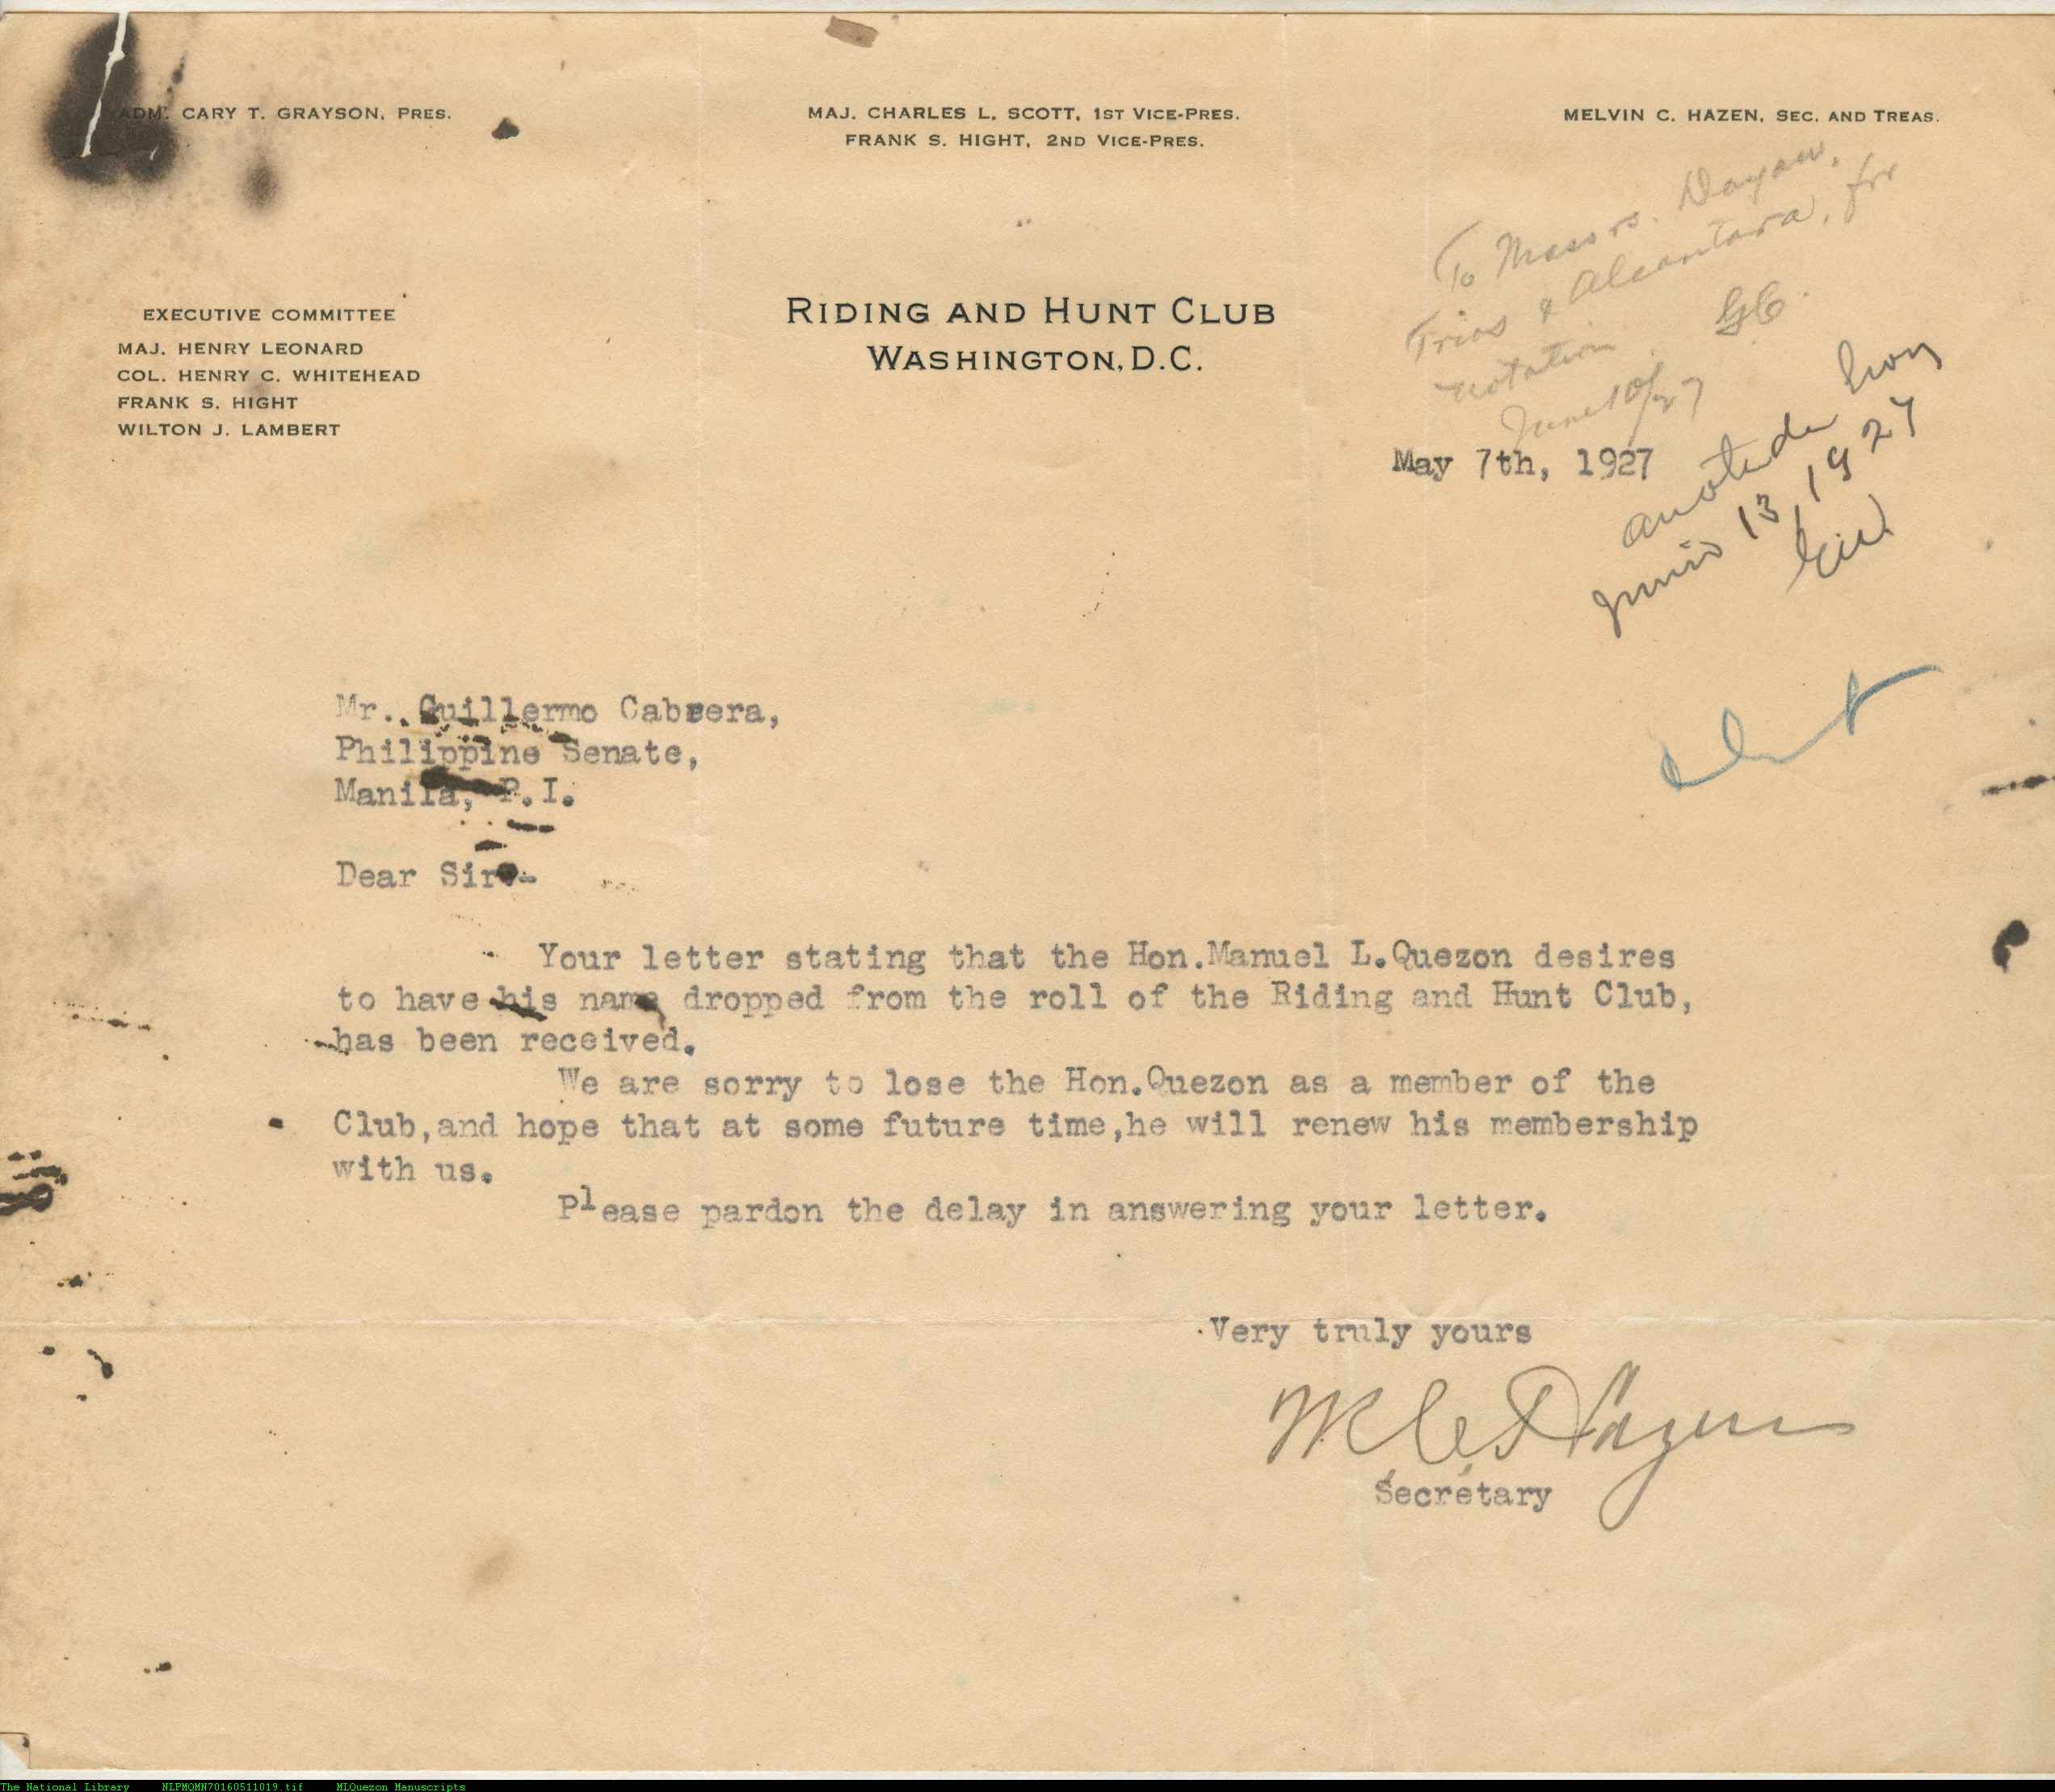 ADM. CARY T. GRAYSON, PRES.
MAJ. CHARLES L. SCOTT, 1ST VICE-PRES.
FRANK S. HIGHT, 2ND VICE-PRES.
MELVIN C. HAZEN, SEC. AND TREAS.
To Messrs. Dayaw,
Trias & Alcantara, for
notation. GC.
June 10/27
EXECUTIVE COMMITTEE
MAJ. HENRY LEONARD
COL. HENRY C. WHITEHEAD
FRANK S. HIGHT
WILTON J. LAMBERT
RIDING AND HUNT CLUB
WASHINGTON, D.C.
May 7th, 1927
anotado hoy
junio 13, 1927
Mr. Guillermo Cabrera,
Philippine Senate,
Manila, P.I.
Dear Sir:-
Your letter stating that the Hon.Manuel L.Quezon desires
to have his name dropped from the roll of the Riding and Hunt Club,
has been received.
We are sorry to lose the Hon.Quezon as a member of the
Club,and hope that at some future time,he will renew his membership
with us.
Please pardon the delay in answering your letter.
Very truly yours
M C Hazen
Secretary
The National Library NLPMQMN70160511019.tif MLQuezon Manuscripts